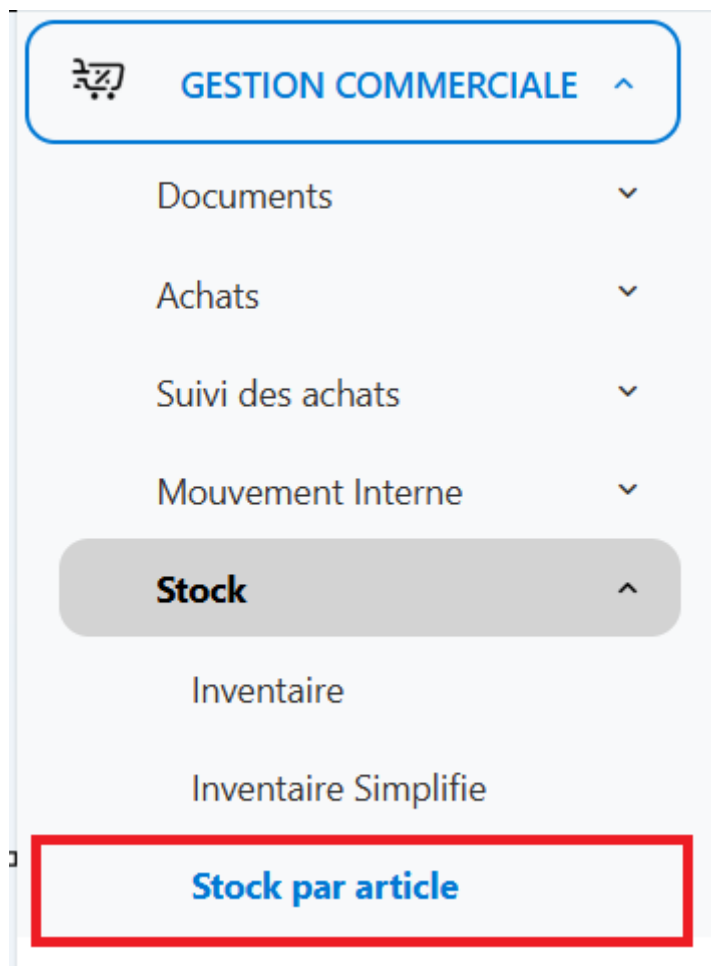 GESTION COMMERCIALE
Documents
Achats
Suivi des achats
Mouvement Interne
Stock
Inventaire
Inventaire Simplifie
Stock par article